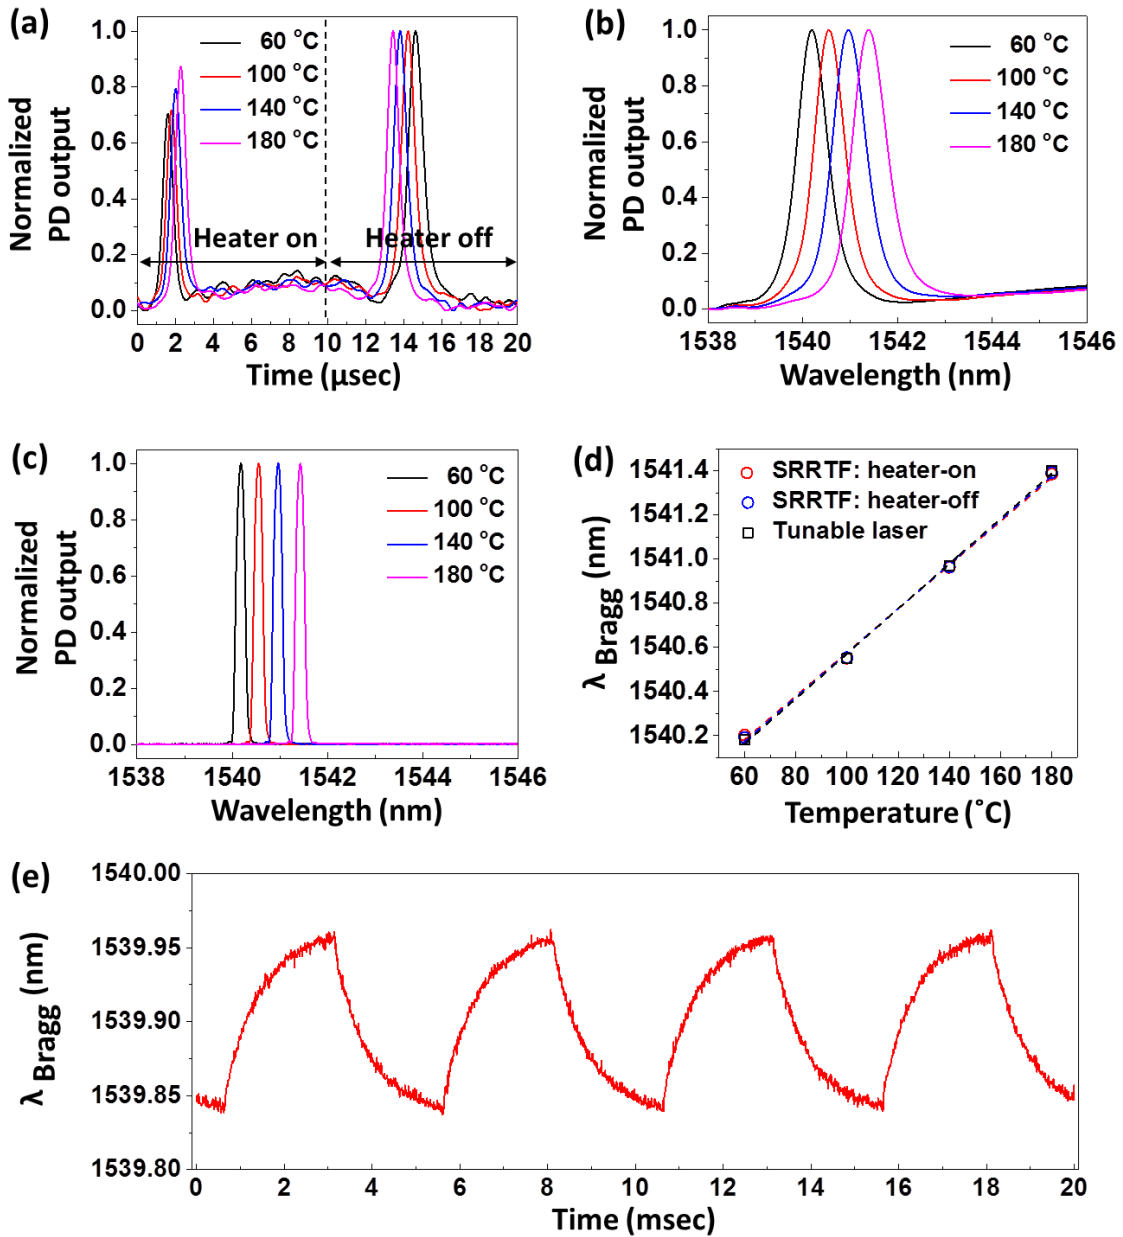 (a)
Normalized
PD output
1.0
0.8
0.6
0.4
0.2
0.0
60 °C
100 °C
140 °C
180 °C
Heater on
Heater off
0 2 4 6 8 10 12 14 16 18 20
Time (µsec)
(b)
Normalized
PD output
1.0
0.8
0.6
0.4
0.2
0.0
60 °C
100 °C
140 °C
180 °C
1538 1540 1542 1544 1546
Wavelength (nm)
(c)
Normalized
PD output
1.0
0.8
0.6
0.4
0.2
0.0
60 °C
100 °C
140 °C
180 °C
1538 1540 1542 1544 1546
Wavelength (nm)
(d)
λ Bragg (nm)
1541.4
1541.2
1541.0
1540.8
1540.6
1540.4
1540.2
SRRTF: heater-on
SRRTF: heater-off
Tunable laser
60 80 100 120 140 160 180
Temperature (˚C)
(e)
λ Bragg (nm)
1540.00
1539.95
1539.90
1539.85
1539.80
0 2 4 6 8 10 12 14 16 18 20
Time (msec)